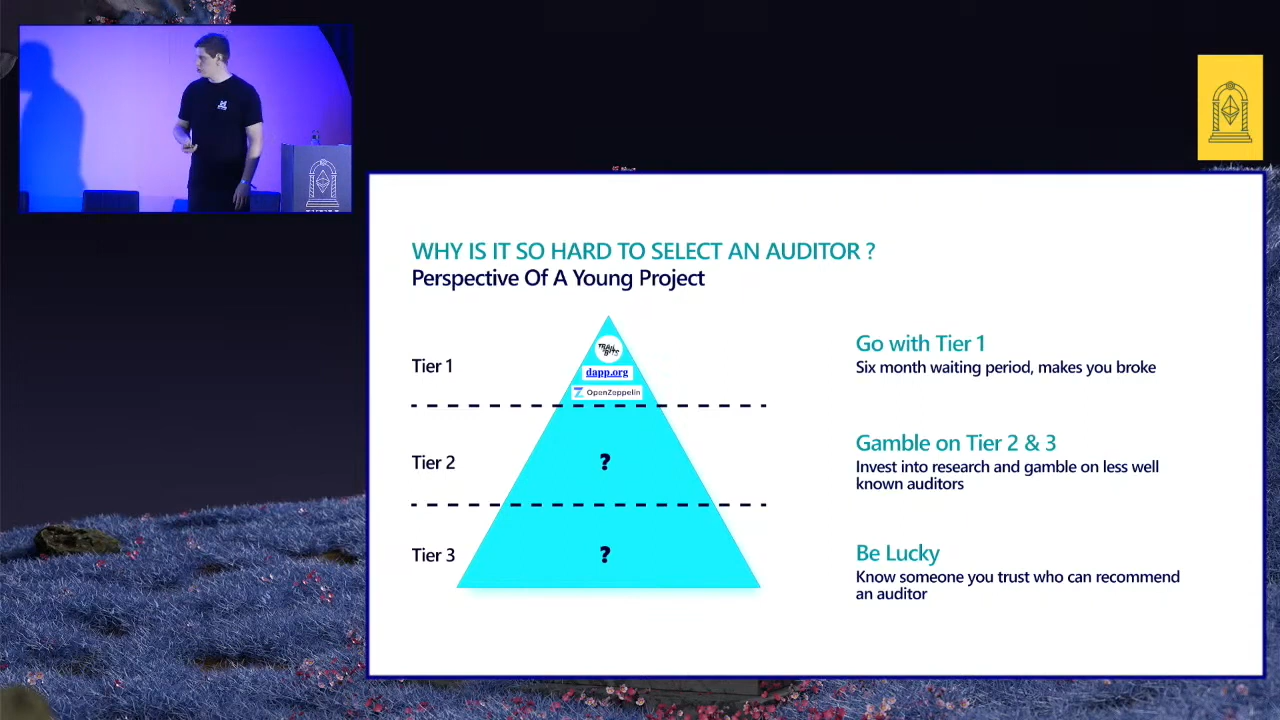 WHY IS IT SO HARD TO SELECT AN AUDITOR ?
Perspective Of A Young Project
Tier 1
TRAIL
OF BITS
dapp.org
OpenZeppelin
Tier 2
?
Tier 3
?
Go with Tier 1
Six month waiting period, makes you broke
Gamble on Tier 2 & 3
Invest into research and gamble on less well
known auditors
Be Lucky
Know someone you trust who can recommend
an auditor